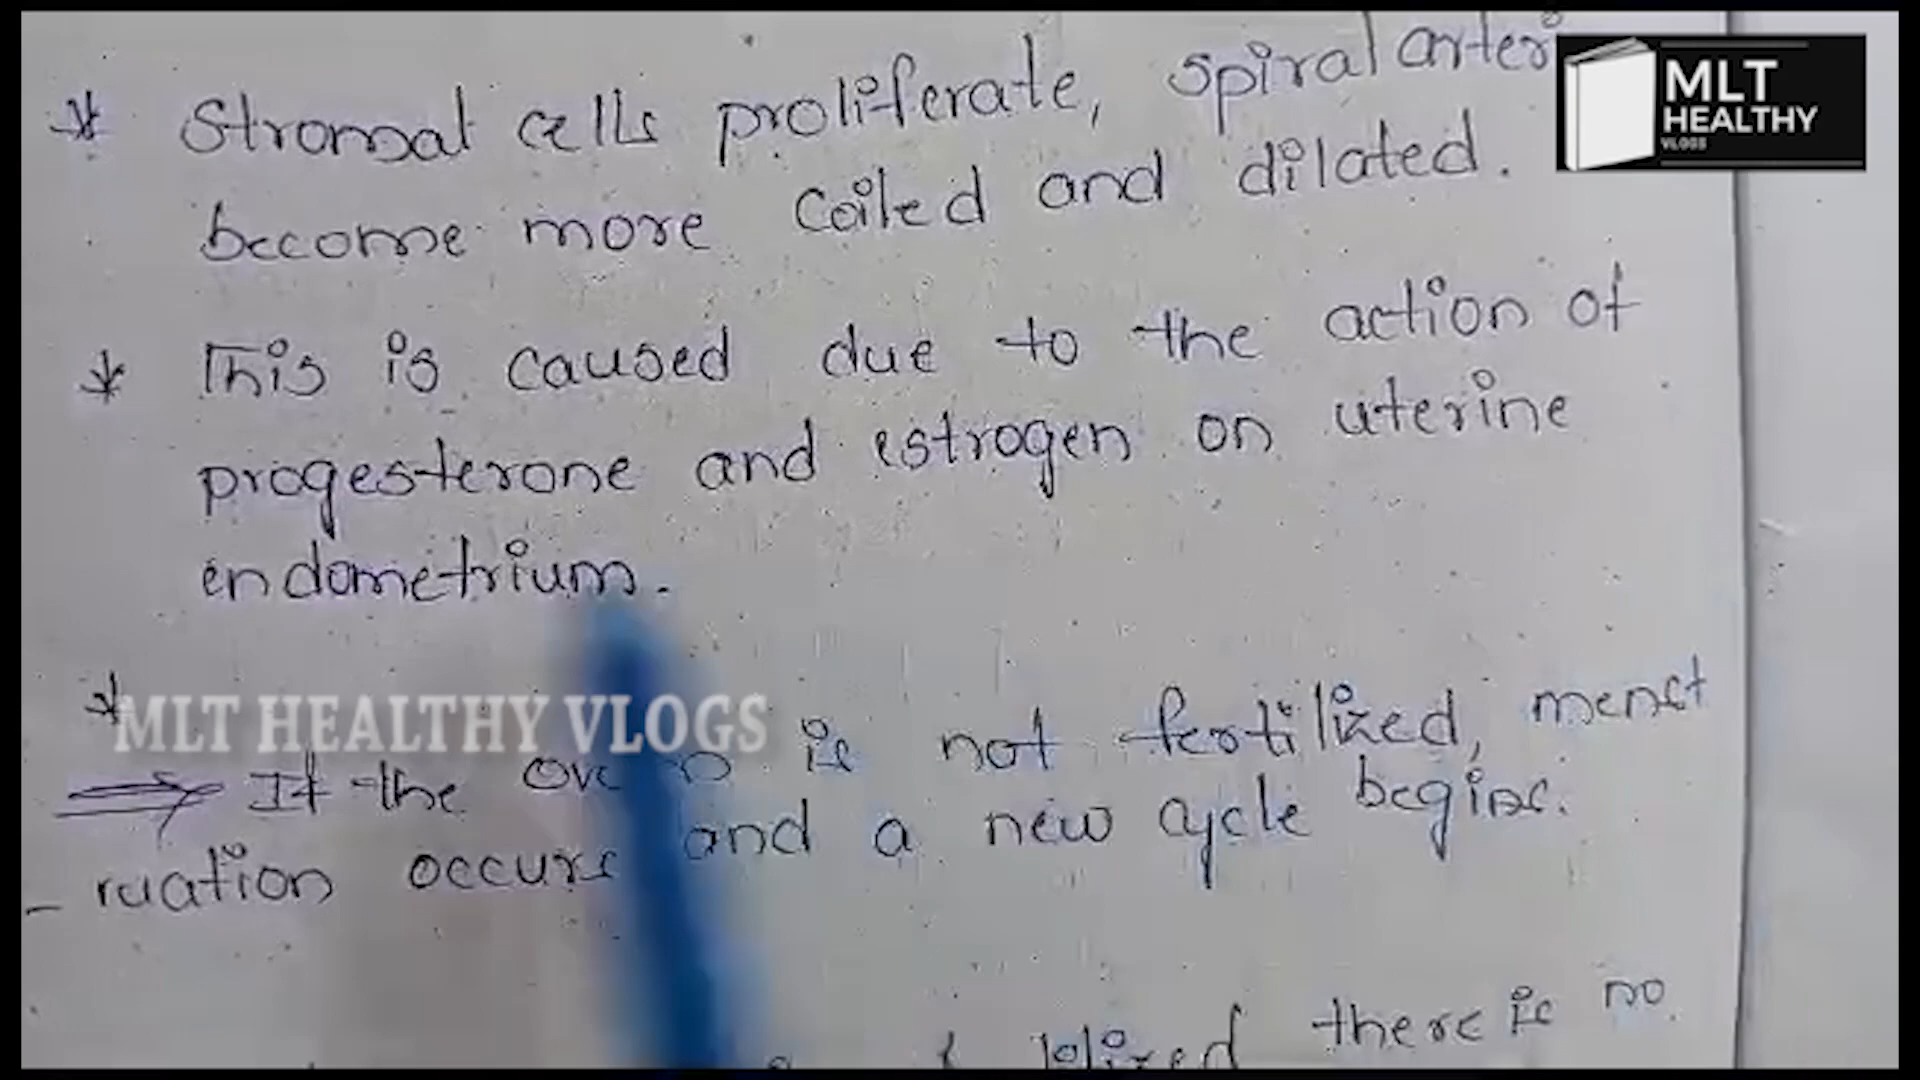 * Stromal cells proliferate, spiral arteri
MLT
HEALTHY
VLOGS
become more coiled and dilated.
* This is caused due to the action of
progesterone and estrogen on uterine
endometrium.
*
MLT HEALTHY VLOGS
If the is not fertilized, menst
- ruation occurs and a new cycle begins.
there is no